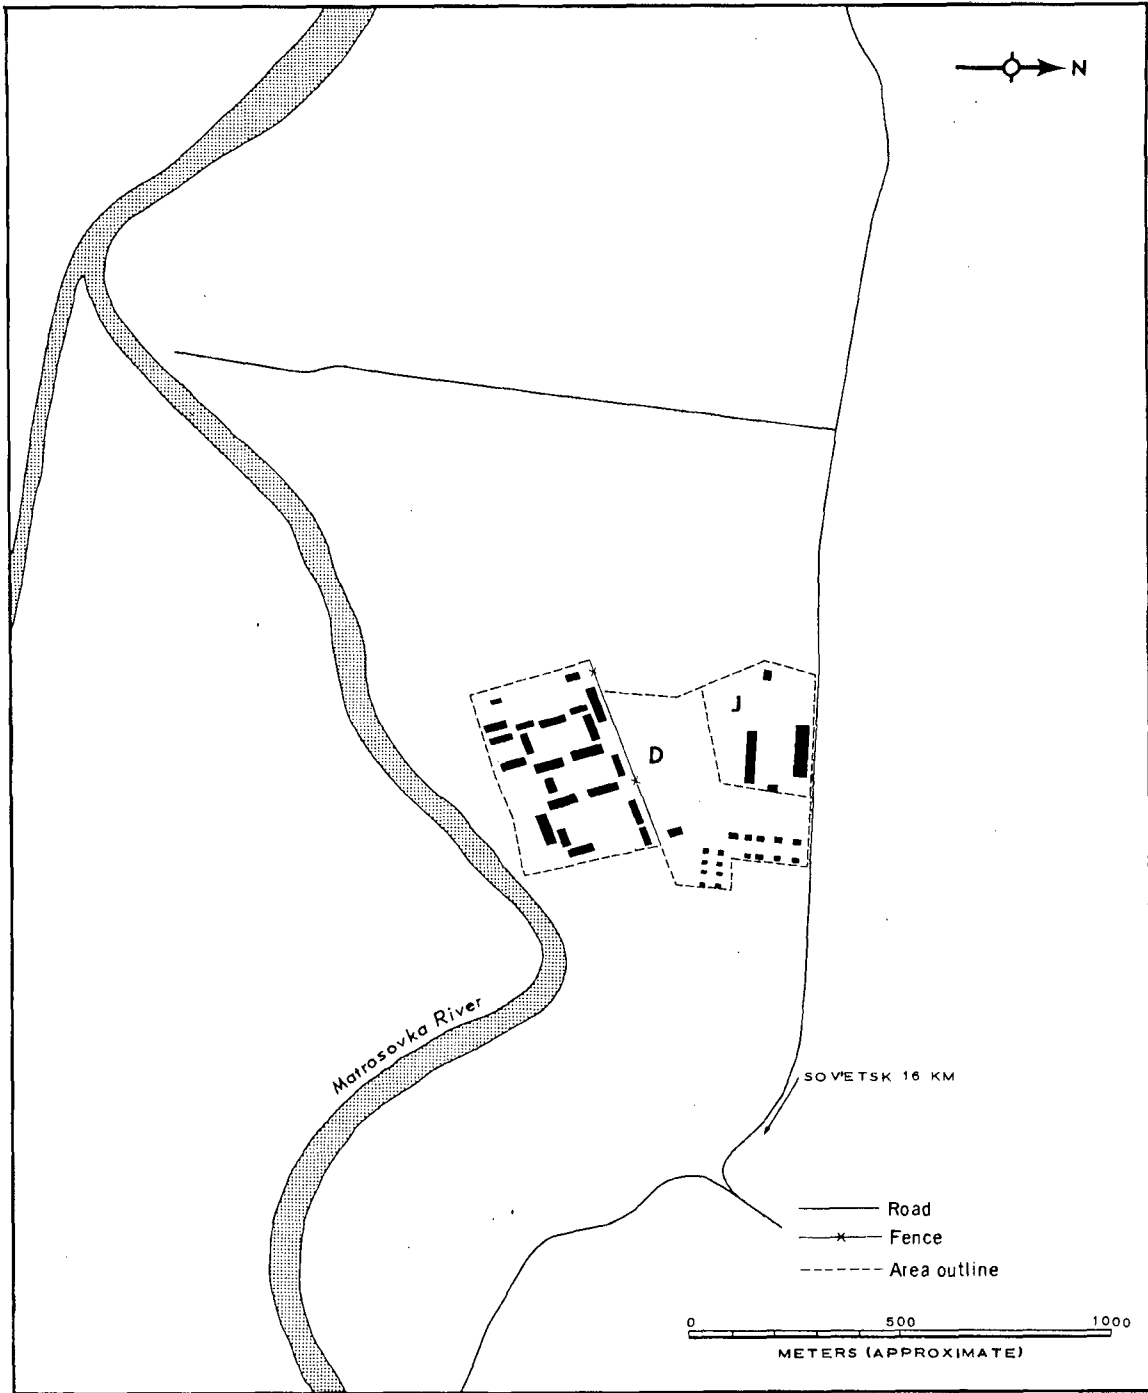 N
J
D
Matrosovka River
SOVETSK 16 KM
Road
Fence
Area outline
0 500 1000
METERS (APPROXIMATE)